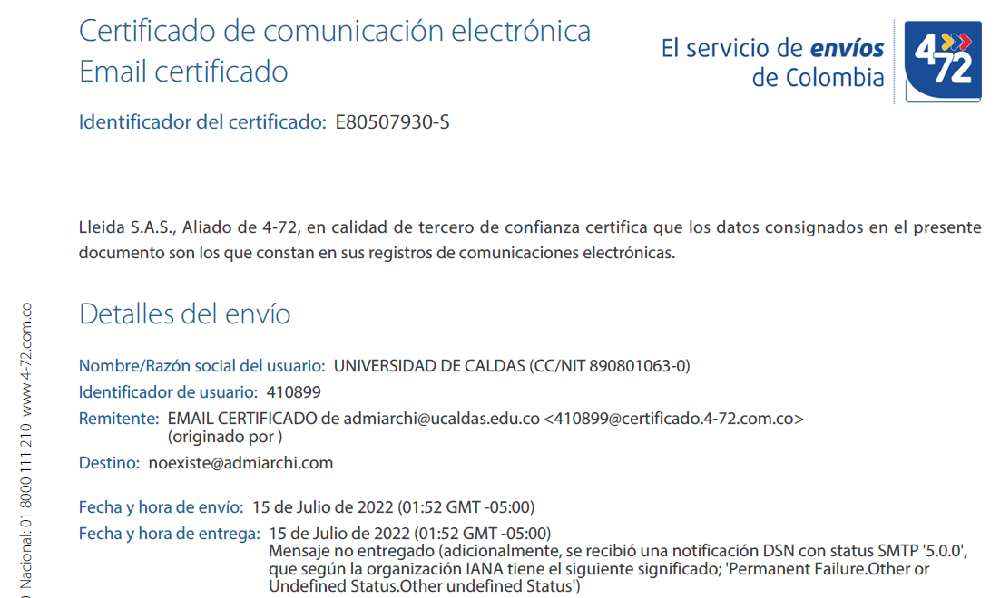 Certificado de comunicación electrónica
Email certificado
El servicio de envíos
de Colombia
4-72
Identificador del certificado: E80507930-S
Lleida S.A.S., Aliado de 4-72, en calidad de tercero de confianza certifica que los datos consignados en el presente
documento son los que constan en sus registros de comunicaciones electrónicas.
Detalles del envío
Nombre/Razón social del usuario: UNIVERSIDAD DE CALDAS (CC/NIT 890801063-0)
Identificador de usuario: 410899
Remitente: EMAIL CERTIFICADO de admiarchi@ucaldas.edu.co <410899@certificado.4-72.com.co>
(originado por )
Destino: noexiste@admiarchi.com
Fecha y hora de envío: 15 de Julio de 2022 (01:52 GMT -05:00)
Fecha y hora de entrega: 15 de Julio de 2022 (01:52 GMT -05:00)
Mensaje no entregado (adicionalmente, se recibió una notificación DSN con status SMTP '5.0.0',
que según la organización IANA tiene el siguiente significado; 'Permanent Failure.Other or
Undefined Status.Other undefined Status')
) Nacional: 01 8000 111 210 www.4-72.com.co